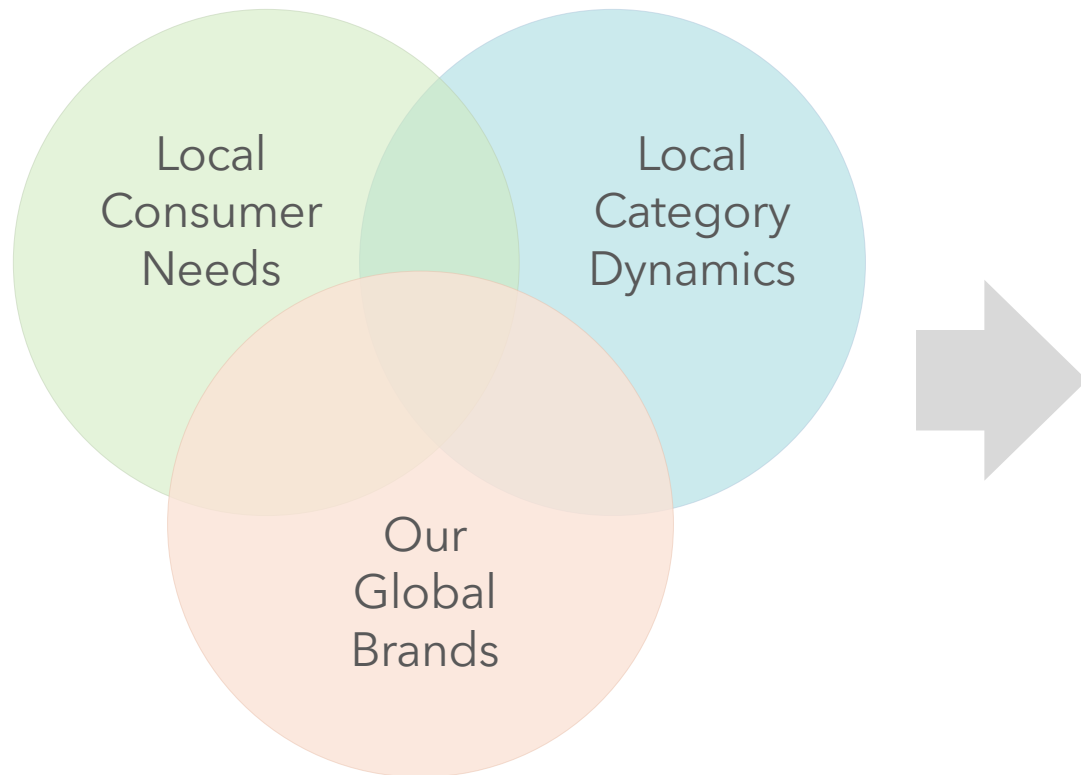 Local
Consumer
Needs
Local
Category
Dynamics
Our
Global
Brands